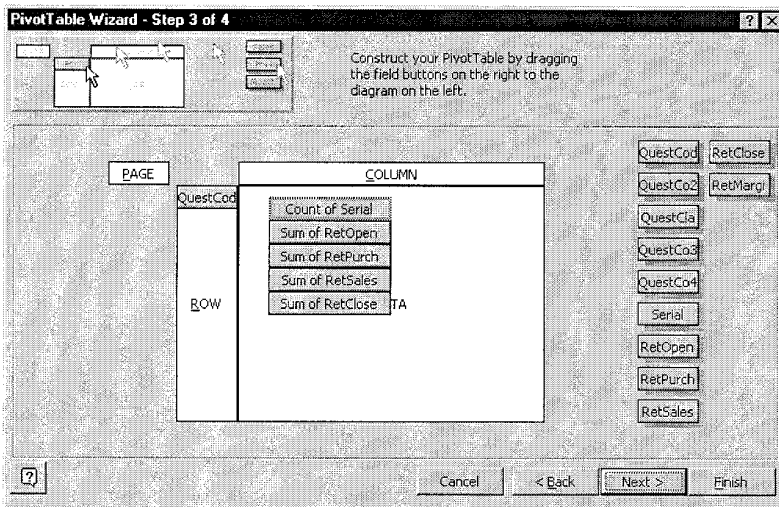 PivotTable Wizard - Step 3 of 4
? X
Construct your PivotTable by dragging
the field buttons on the right to the
diagram on the left.
PAGE
COLUMN
QuestCod
Count of Serial
Sum of RetOpen
Sum of RetPurch
Sum of RetSales
Sum of RetClose TA
ROW
QuestCod RetClose
QuestCo2 RetMargi
QuestCla
QuestCo3
QuestCo4
Serial
RetOpen
RetPurch
RetSales
?
Cancel < Back Next > Finish